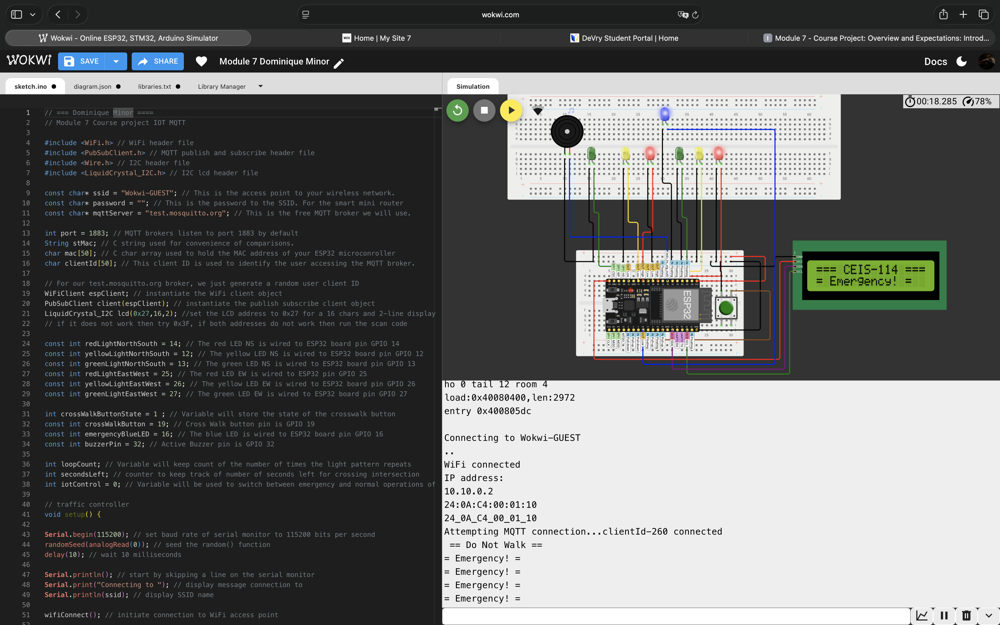 wokwi.com
Wokwi - Online ESP32, STM32, Arduino Simulator
WIX Home | My Site 7
DeVry Student Portal | Home
I Module 7 - Course Project: Overview and Expectations: Introd...
WOKWi SAVE SHARE Module 7 Dominique Minor Docs
sketch.ino diagram.json libraries.txt Library Manager
1 // === Dominique Minor ====
2 // Module 7 Course project IOT MQTT
3
4 #include <WiFi.h> // WiFi header file
5 #include <PubSubClient.h> // MQTT publish and subscribe header file
6 #include <Wire.h> // I2C header file
7 #include <LiquidCrystal_I2C.h> // I2C lcd header file
8
9 const char* ssid = "Wokwi-GUEST"; // This is the access point to your wireless network.
10 const char* password = ""; // This is the password to the SSID. For the smart mini router
11 const char* mqttServer = "test.mosquitto.org"; // This is the free MQTT broker we will use.
12
13 int port = 1883; // MQTT brokers listen to port 1883 by default
14 String stMac; // C string used for convenience of comparisons.
15 char mac[50]; // C char array used to hold the MAC address of your ESP32 microconroller
16 char clientId[50]; // This client ID is used to identify the user accessing the MQTT broker.
17
18 // For our test.mosquitto.org broker, we just generate a random user client ID
19 WiFiClient espClient; // instantiate the WiFi client object
20 PubSubClient client(espClient); // instantiate the publish subscribe client object
21 LiquidCrystal_I2C lcd(0x27,16,2); //set the LCD address to 0x27 for a 16 chars and 2-line display
22 // if it does not work then try 0x3F, if both addresses do not work then run the scan code
23
24 const int redLightNorthSouth = 14; // The red LED NS is wired to ESP32 board pin GPIO 14
25 const int yellowLightNorthSouth = 12; // The yellow LED NS is wired to ESP32 board pin GPIO 12
26 const int greenLightNorthSouth = 13; // The green LED NS is wired to ESP32 board pin GPIO 13
27 const int redLightEastWest = 25; // The red LED EW is wired to ESP32 pin GPIO 25
28 const int yellowLightEastWest = 26; // The yellow LED EW is wired to ESP32 board pin GPIO 26
29 const int greenLightEastWest = 27; // The green LED EW is wired to ESP32 board pin GPIO 27
30
31 int crossWalkButtonState = 1 ; // Variable will store the state of the crosswalk button
32 const int crossWalkButton = 19; // Cross Walk button pin is GPIO 19
33 const int emergencyBlueLED = 16; // The blue LED is wired to ESP32 board pin GPIO 16
34 const int buzzerPin = 32; // Active Buzzer pin is GPIO 32
35
36 int loopCount; // Variable will keep count of the number of times the light pattern repeats
37 int secondsLeft; // counter to keep track of number of seconds left for crossing intersection
38 int iotControl = 0; // Variable will be used to switch between emergency and normal operations of
39
40 // traffic controller
41 void setup() {
42
43 Serial.begin(115200); // set baud rate of serial monitor to 115200 bits per second
44 randomSeed(analogRead(0)); // seed the random() function
45 delay(10); // wait 10 milliseconds
46
47 Serial.println(); // start by skipping a line on the serial monitor
48 Serial.print("Connecting to "); // display message connection to
49 Serial.println(ssid); // display SSID name
50
51 wifiConnect(); // initiate connection to WiFi access point
52
Simulation
00:18.285 78%
ESP32
GND
VCC
SDA
SCL
=== CEIS-114 ===
= Emergency! =
ho 0 tail 12 room 4
load:0x40080400,len:2972
entry 0x400805dc
Connecting to Wokwi-GUEST
..
WiFi connected
IP address:
10.10.0.2
24:0A:C4:00:01:10
24_0A_C4_00_01_10
Attempting MQTT connection...clientId-260 connected
== Do Not Walk ==
= Emergency! =
= Emergency! =
= Emergency! =
= Emergency! =